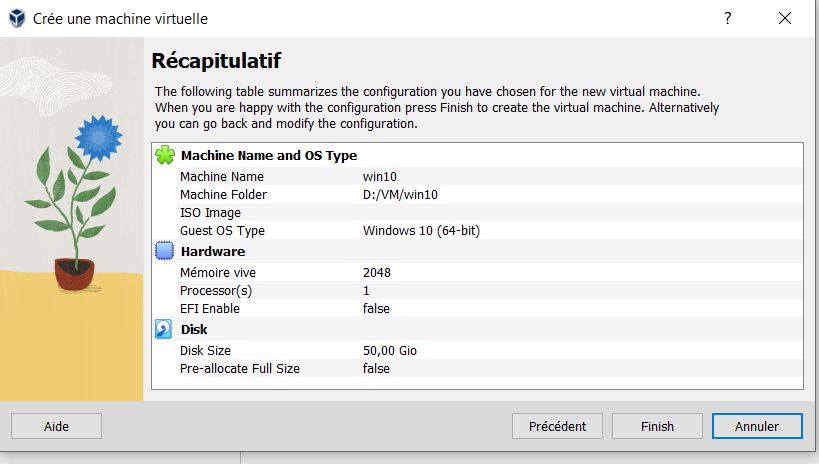 Crée une machine virtuelle
?
Récapitulatif
The following table summarizes the configuration you have chosen for the new virtual machine.
When you are happy with the configuration press Finish to create the virtual machine. Alternatively
you can go back and modify the configuration.
Machine Name and OS Type
Machine Name win10
Machine Folder D:/VM/win10
ISO Image
Guest OS Type Windows 10 (64-bit)
Hardware
Mémoire vive 2048
Processor(s) 1
EFI Enable false
Disk
Disk Size 50,00 Gio
Pre-allocate Full Size false
Aide Précédent Finish Annuler